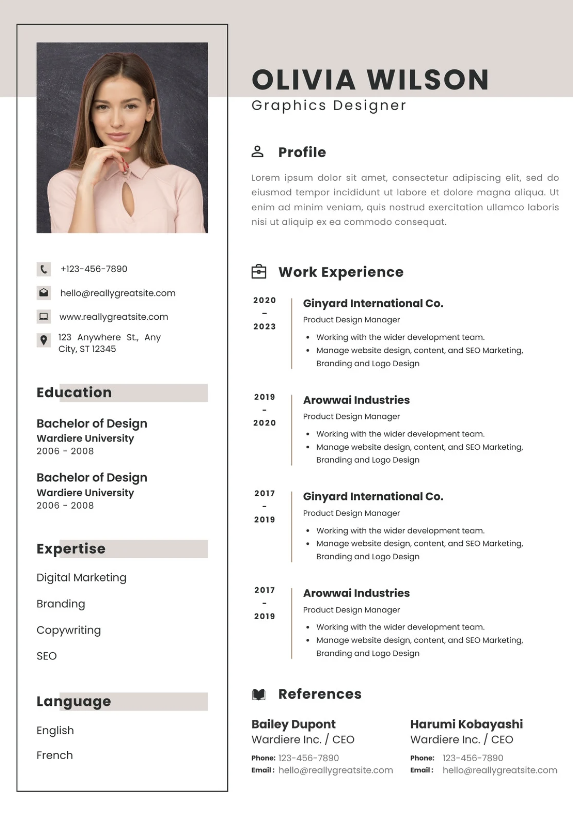 OLIVIA WILSON
Graphics Designer
+123-456-7890
hello@reallygreatsite.com
www.reallygreatsite.com
123 Anywhere St., Any
City, ST 12345
Education
Bachelor of Design
Wardiere University
2006 - 2008
Bachelor of Design
Wardiere University
2006 - 2008
Expertise
Digital Marketing
Branding
Copywriting
SEO
Language
English
French
Profile
Lorem ipsum dolor sit amet, consectetur adipiscing elit, sed do
eiusmod tempor incididunt ut labore et dolore magna aliqua. Ut
enim ad minim veniam, quis nostrud exercitation ullamco laboris
nisi ut aliquip ex ea commodo consequat.
Work Experience
2020
-
2023
Ginyard International Co.
Product Design Manager
• Working with the wider development team.
• Manage website design, content, and SEO Marketing,
Branding and Logo Design
2019
-
2020
Arowwai Industries
Product Design Manager
• Working with the wider development team.
• Manage website design, content, and SEO Marketing,
Branding and Logo Design
2017
-
2019
Ginyard International Co.
Product Design Manager
• Working with the wider development team.
• Manage website design, content, and SEO Marketing,
Branding and Logo Design
2017
-
2019
Arowwai Industries
Product Design Manager
• Working with the wider development team.
• Manage website design, content, and SEO Marketing,
Branding and Logo Design
References
Bailey Dupont
Wardiere Inc. / CEO
Phone: 123-456-7890
Email : hello@reallygreatsite.com
Harumi Kobayashi
Wardiere Inc. / CEO
Phone: 123-456-7890
Email : hello@reallygreatsite.com